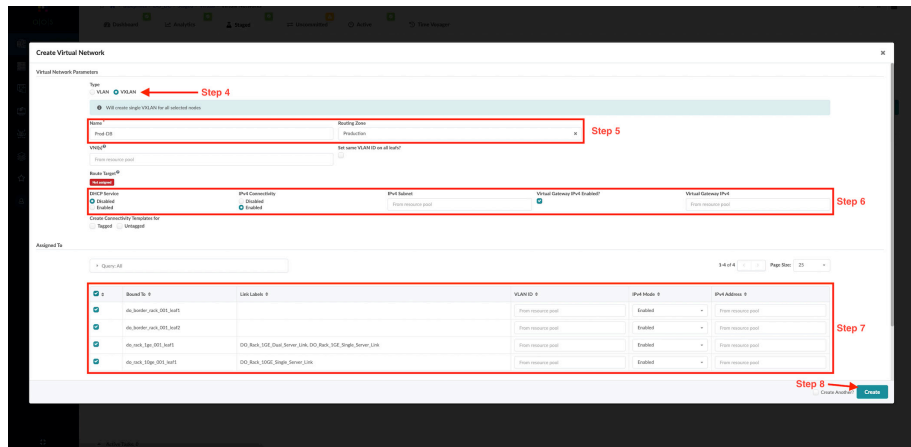 Dashboard Analytics Staged Uncommitted Active Time Voyager
Create Virtual Network
Virtual Network Parameters
Type
VLAN VXLAN Step 4
Will create single VXLAN for all selected nodes
Name * Routing Zone
Prod-DB Production Step 5
VNI(s) Set same VLAN ID on all leafs?
From resource pool
Route Target
Not assigned
DHCP Service IPv4 Connectivity IPv4 Subnet Virtual Gateway IPv4 Enabled? Virtual Gateway IPv4
Disabled Disabled From resource pool From resource pool Step 6
Enabled Enabled
Create Connectivity Templates for
Tagged Untagged
Assigned To
Query: All 1-4 of 4 Page Size: 25
Bound To Link Labels VLAN ID IPv4 Mode IPv4 Address
do_border_rack_001_leaf1 From resource pool Enabled From resource pool
do_border_rack_001_leaf2 From resource pool Enabled From resource pool Step 7
do_rack_1ge_001_leaf1 DO_Rack_1GE_Dual_Server_Link, DO_Rack_1GE_Single_Server_Link From resource pool Enabled From resource pool
do_rack_10ge_001_leaf1 DO_Rack_10GE_Single_Server_Link From resource pool Enabled From resource pool
Step 8
Create Another? Create